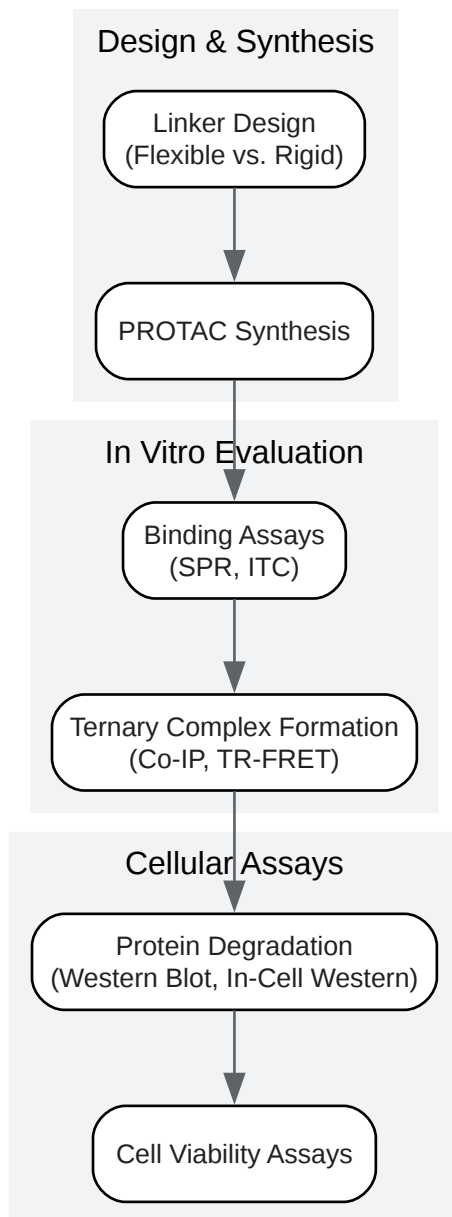 Design & Synthesis
Linker Design
(Flexible vs. Rigid)
PROTAC Synthesis
In Vitro Evaluation
Binding Assays
(SPR, ITC)
Ternary Complex Formation
(Co-IP, TR-FRET)
Cellular Assays
Protein Degradation
(Western Blot, In-Cell Western)
Cell Viability Assays